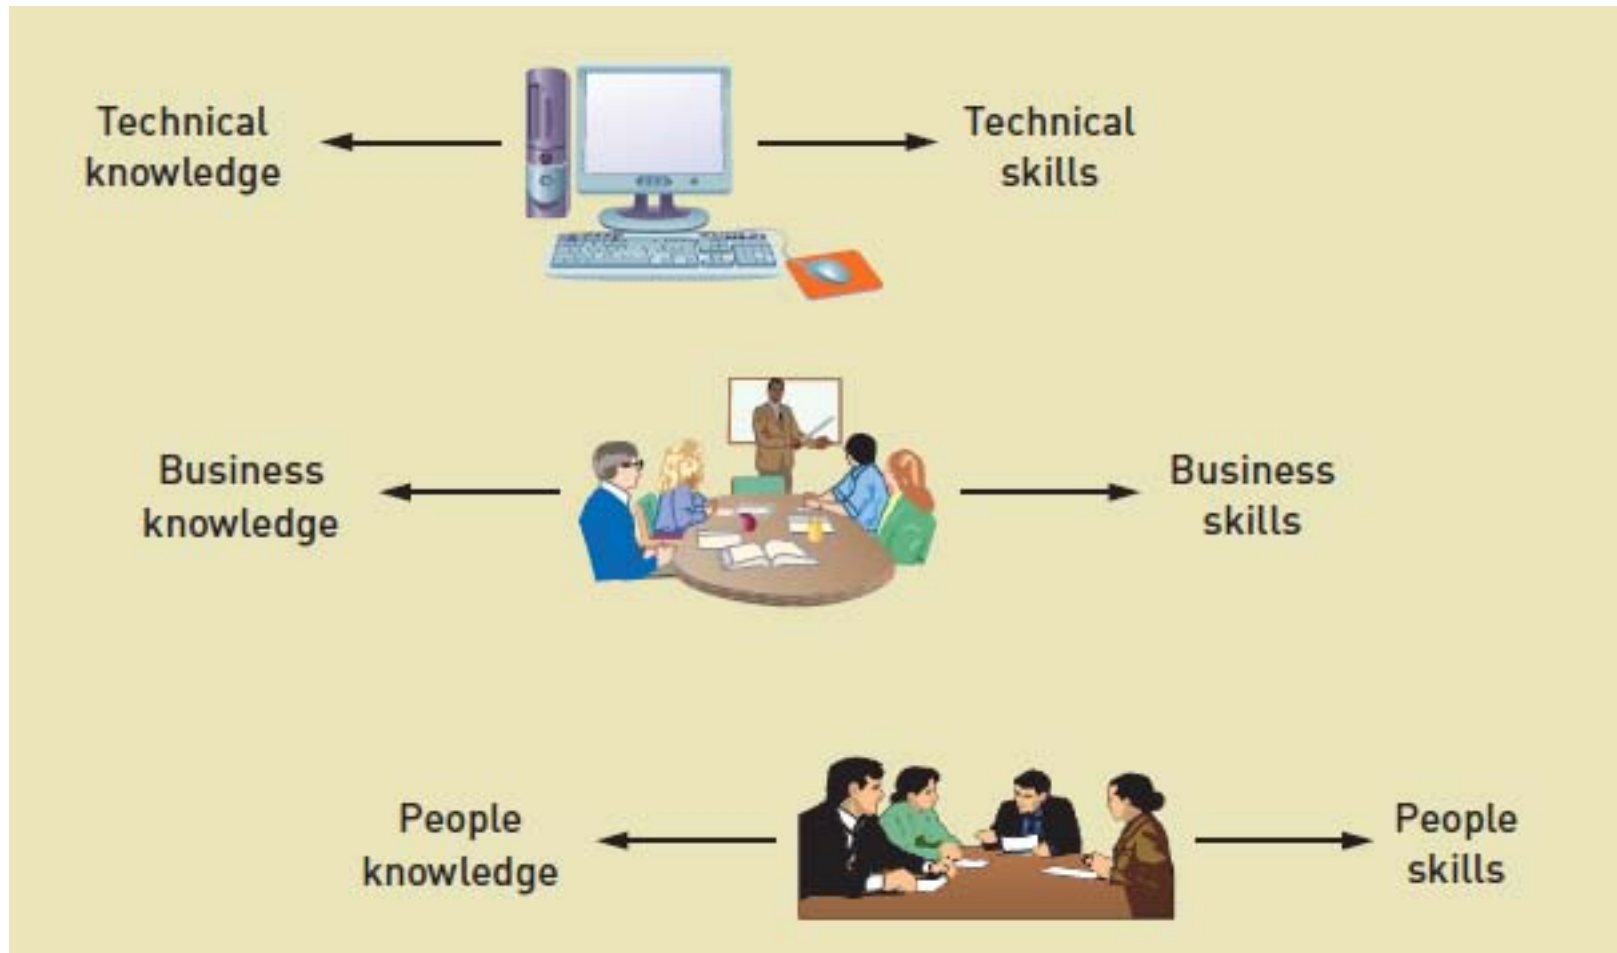 Technical
knowledge
Technical
skills
Business
knowledge
Business
skills
People
knowledge
People
skills